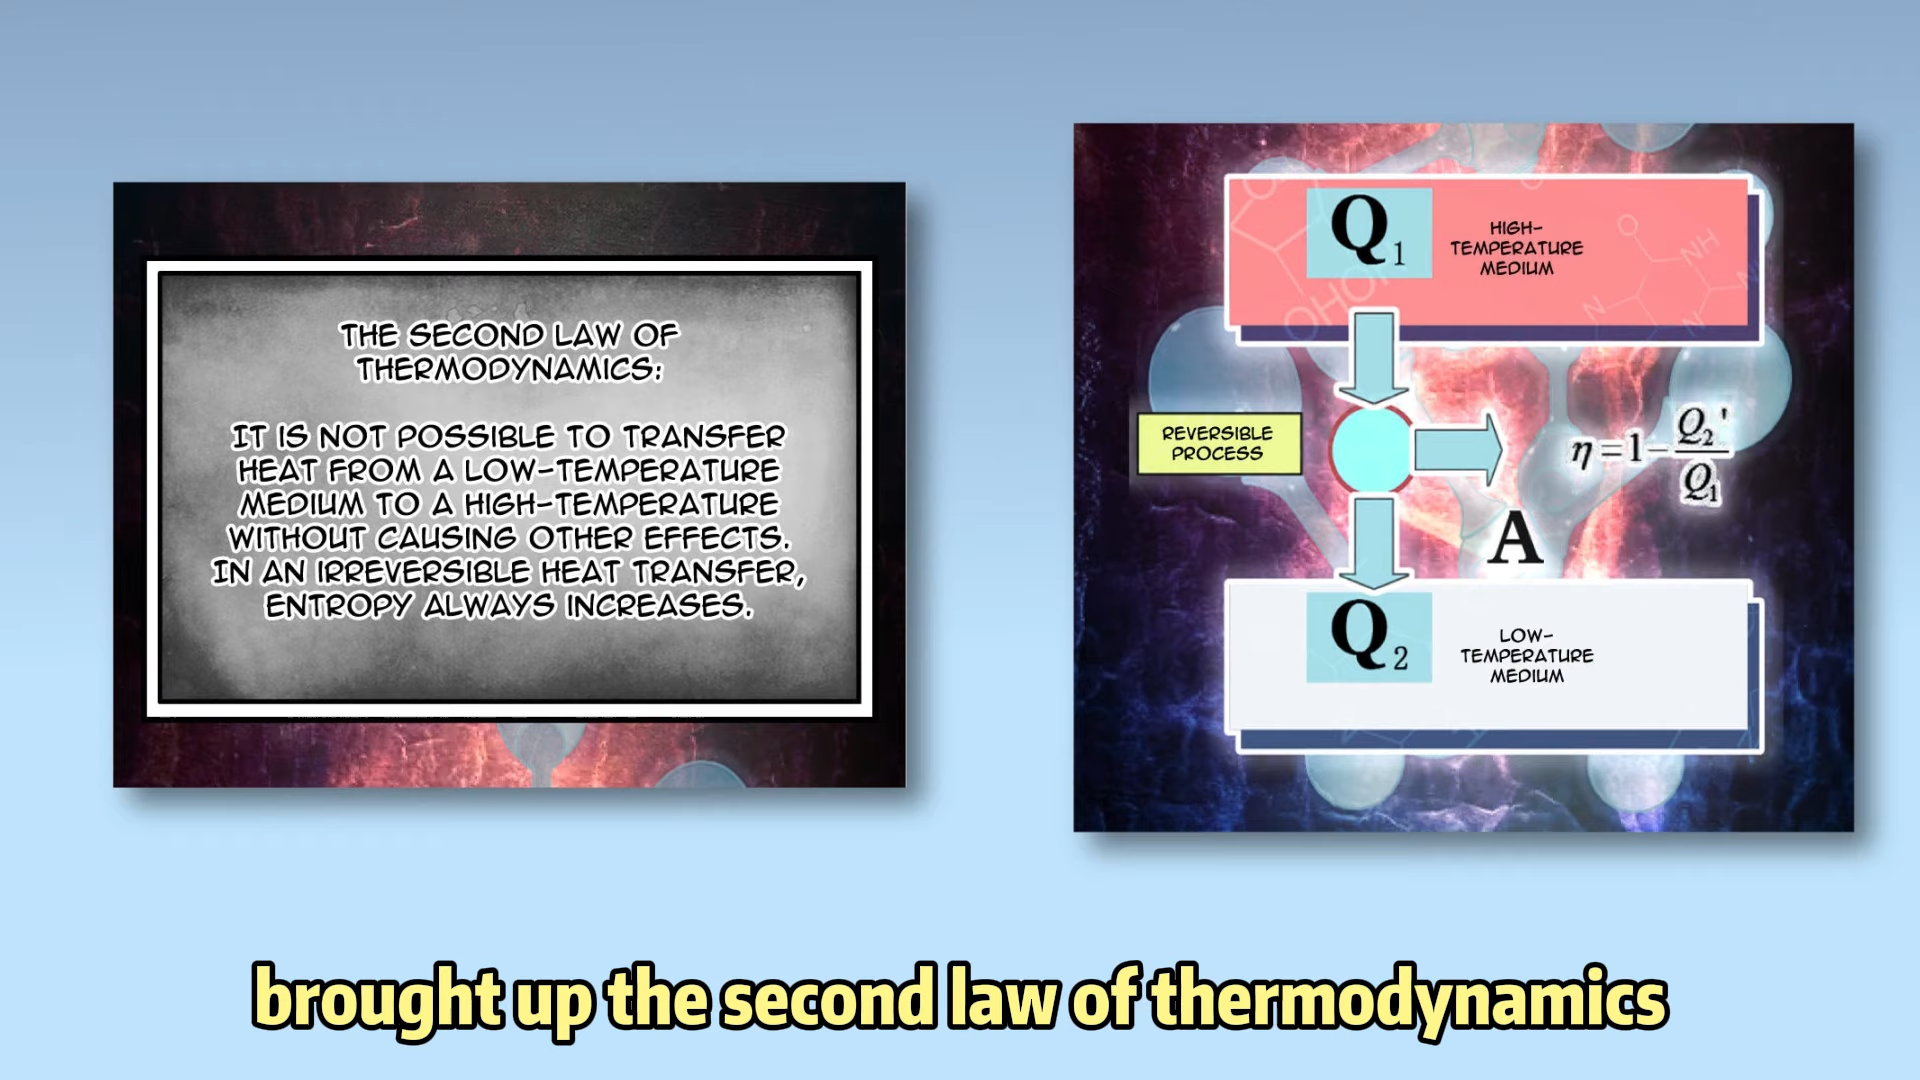 THE SECOND LAW OF
THERMODYNAMICS:
IT IS NOT POSSIBLE TO TRANSFER
HEAT FROM A LOW-TEMPERATURE
MEDIUM TO A HIGH-TEMPERATURE
WITHOUT CAUSING OTHER EFFECTS.
IN AN IRREVERSIBLE HEAT TRANSFER,
ENTROPY ALWAYS INCREASES.
Q1
HIGH-
TEMPERATURE
MEDIUM
OHOH
O
NH
N
N
REVERSIBLE
PROCESS
η=1-Q2'/Q1
A
Q2
LOW-
TEMPERATURE
MEDIUM
brought up the second law of thermodynamics